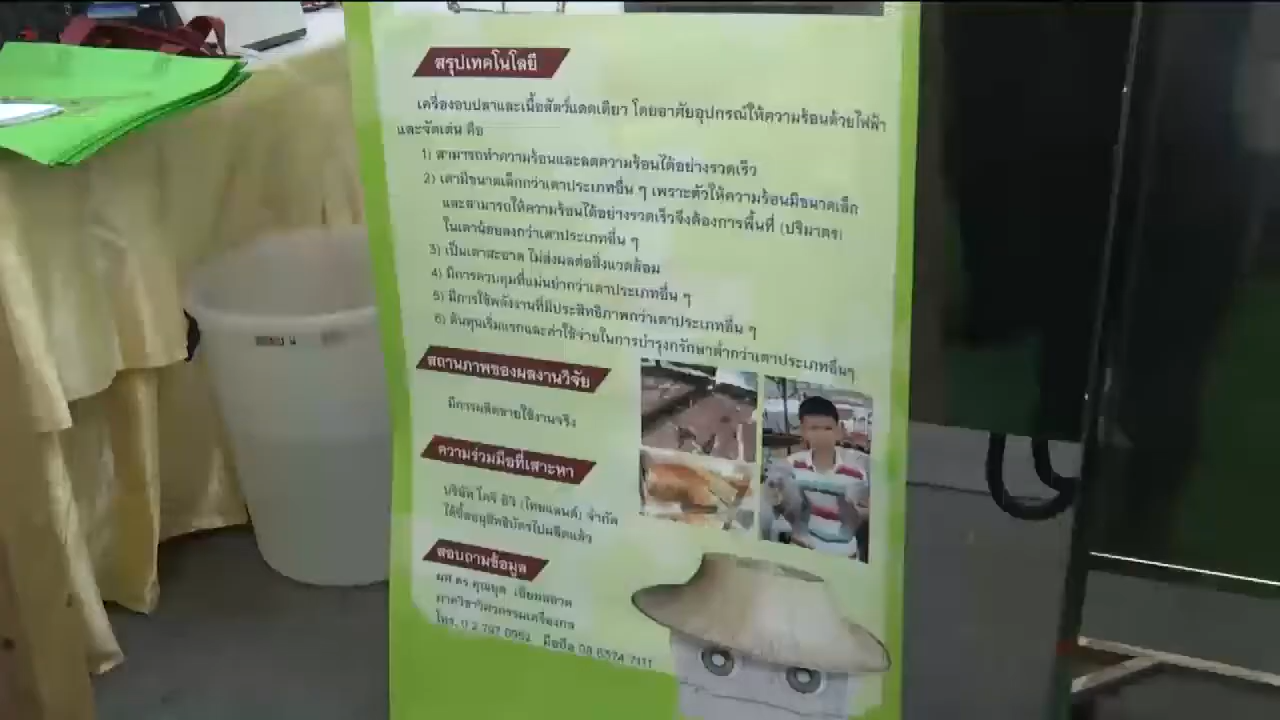 สรุปเทคโนโลยี
เครื่องอบปลาและเนื้อสัตว์แดดเดียว โดยอาศัยอุปกรณ์ให้ความร้อนด้วยไฟฟ้า
และจัดเด่น คือ
1) สามารถทำความร้อนและลดความร้อนได้อย่างรวดเร็ว
2) เตามีขนาดเล็กกว่าเตาประเภทอื่น ๆ เพราะตัวให้ความร้อนมีขนาดเล็ก
และสามารถให้ความร้อนได้อย่างรวดเร็วจึงต้องการพื้นที่ (ปริมาตร)
ในเตาน้อยลงกว่าเตาประเภทอื่น ๆ
3) เป็นเตาสะอาด ไม่ส่งผลต่อสิ่งแวดล้อม
4) มีการควบคุมที่แม่นยำกว่าเตาประเภทอื่น ๆ
5) มีการใช้พลังงานที่มีประสิทธิภาพกว่าเตาประเภทอื่น ๆ
6) ต้นทุนเริ่มแรกและค่าใช้จ่ายในการบำรุงกรักษาต่ำกว่าเตาประเภทอื่นๆ
สถานภาพของผลงานวิจัย
มีการผลิตขายใช้งานจริง
ความร่วมมือที่เสาะหา
บริษัท โคจิ อิจิ (ไทยแลนด์) จำกัด
ได้ซื้ออนุสิทธิบัตรไปผลิตแล้ว
สอบถามข้อมูล
ผศ ดร คุณยุต เอี่ยมสอาด
ภาควิชาวิศวกรรมเครื่องกล
โทร. 0 2 797 0952 มือถือ 08 6374 7111